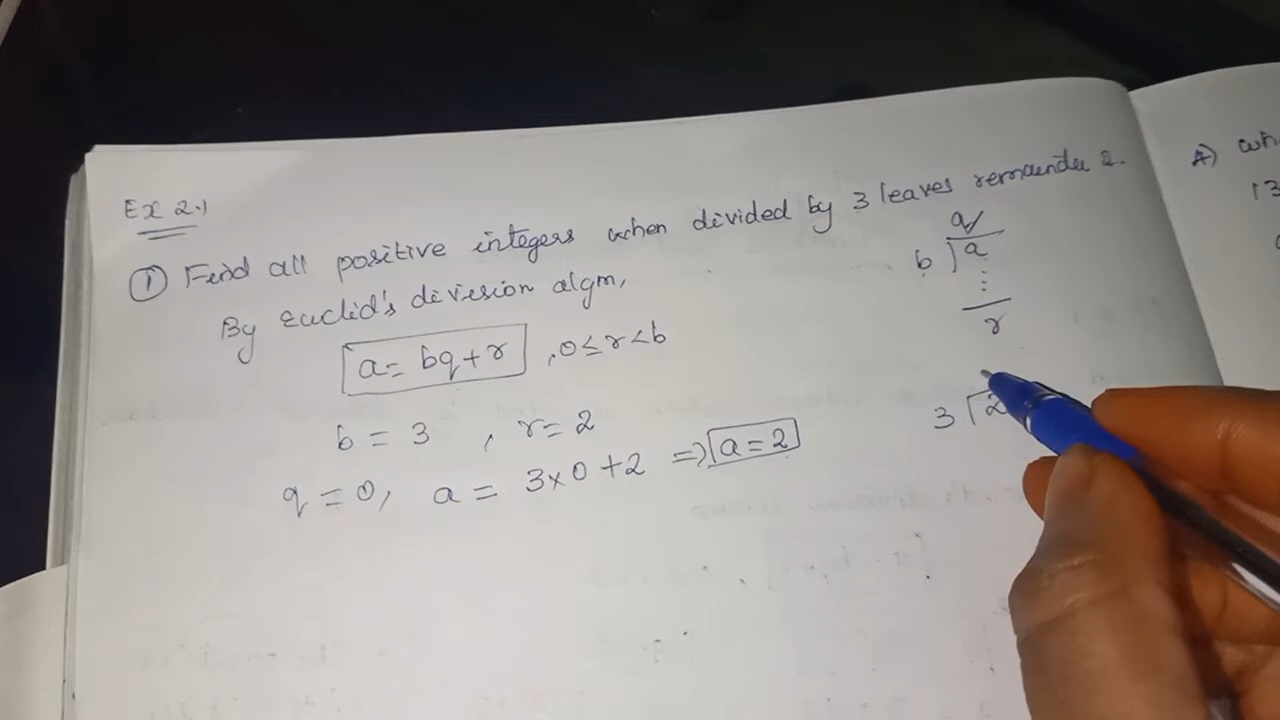 Ex 2.1
① Find all positive integers when divided by 3 leaves remainder 2.
By Euclid's division algm,
a = bq + r , 0 ≤ r < b
b = 3 , r = 2
q = 0, a = 3 x 0 + 2 => a = 2
q
b ) a
:
r
3 ) 2
A)
13